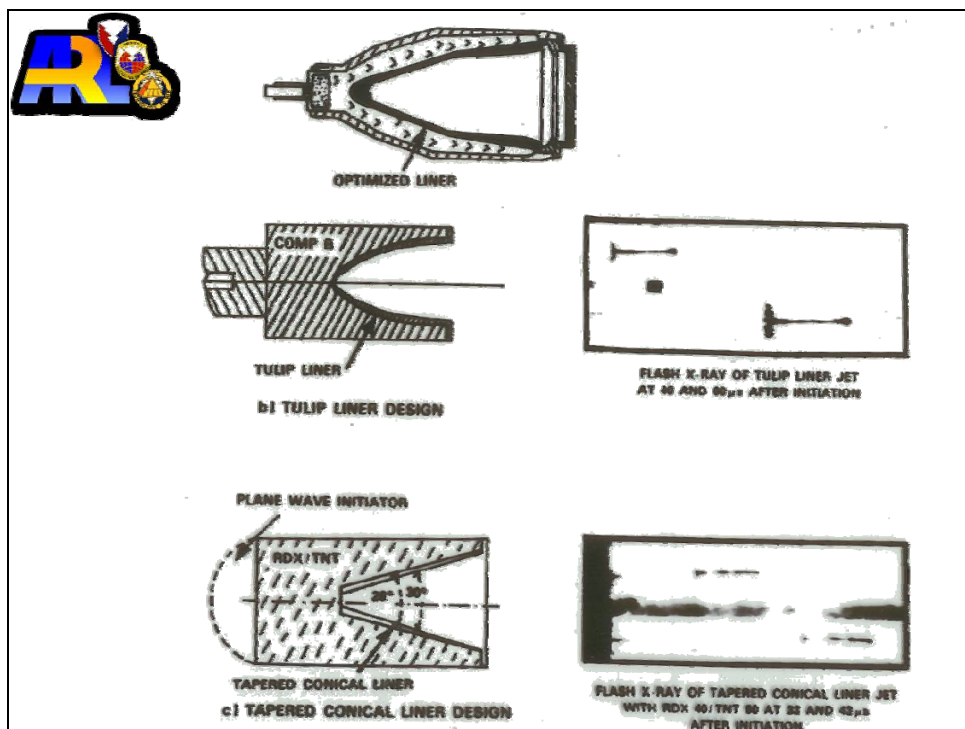 ARL
OPTIMIZED LINER
COMP B
TULIP LINER
b) TULIP LINER DESIGN
FLASH X-RAY OF TULIP LINER JET
AT 40 AND 60µs AFTER INITIATION
PLANE WAVE INITIATOR
RDX/TNT
30°
TAPERED CONICAL LINER
c) TAPERED CONICAL LINER DESIGN
FLASH X-RAY OF TAPERED CONICAL LINER JET
WITH RDX 40/TNT 60 AT AND µs
AFTER INITIATION